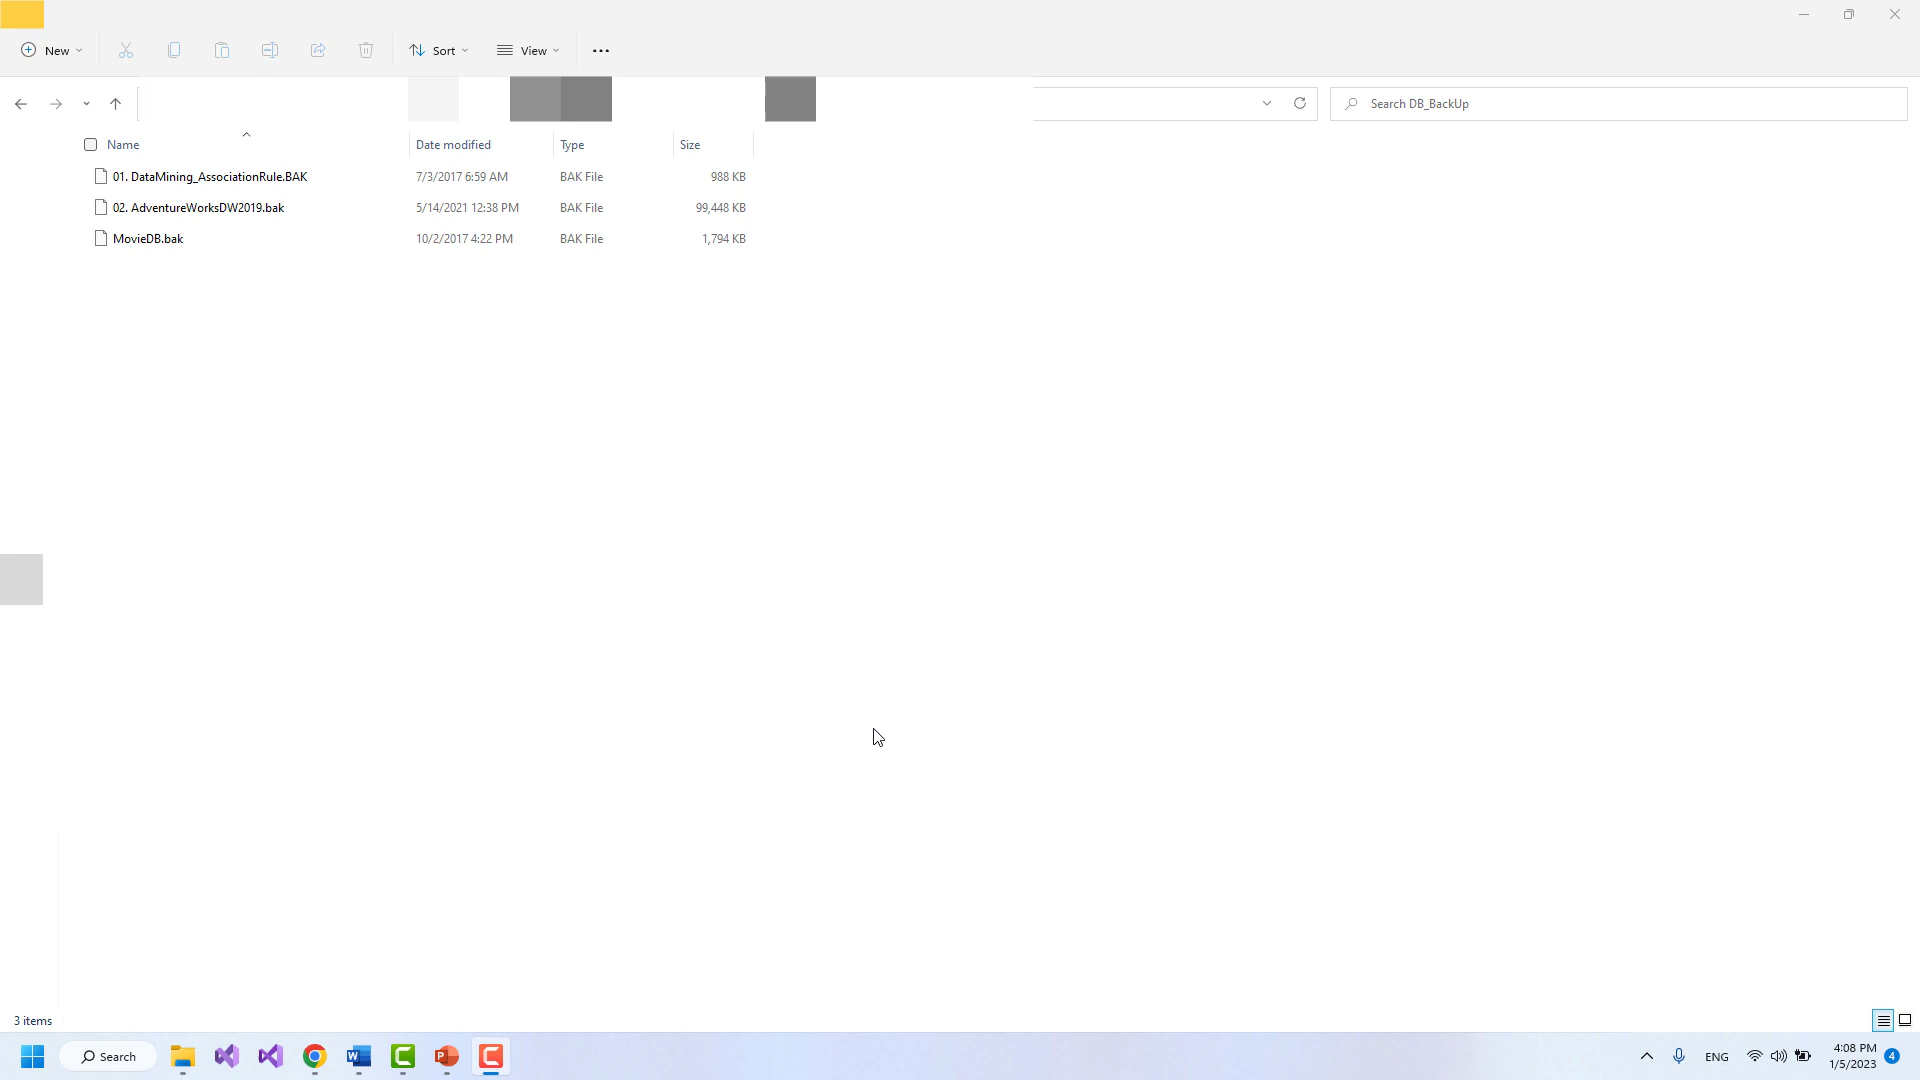 New
Sort
View
Search DB_BackUp
Name Date modified Type Size
01. DataMining_AssociationRule.BAK 7/3/2017 6:59 AM BAK File 988 KB
02. AdventureWorksDW2019.bak 5/14/2021 12:38 PM BAK File 99,448 KB
MovieDB.bak 10/2/2017 4:22 PM BAK File 1,794 KB
3 items
Search
ENG
4:08 PM
1/5/2023
4